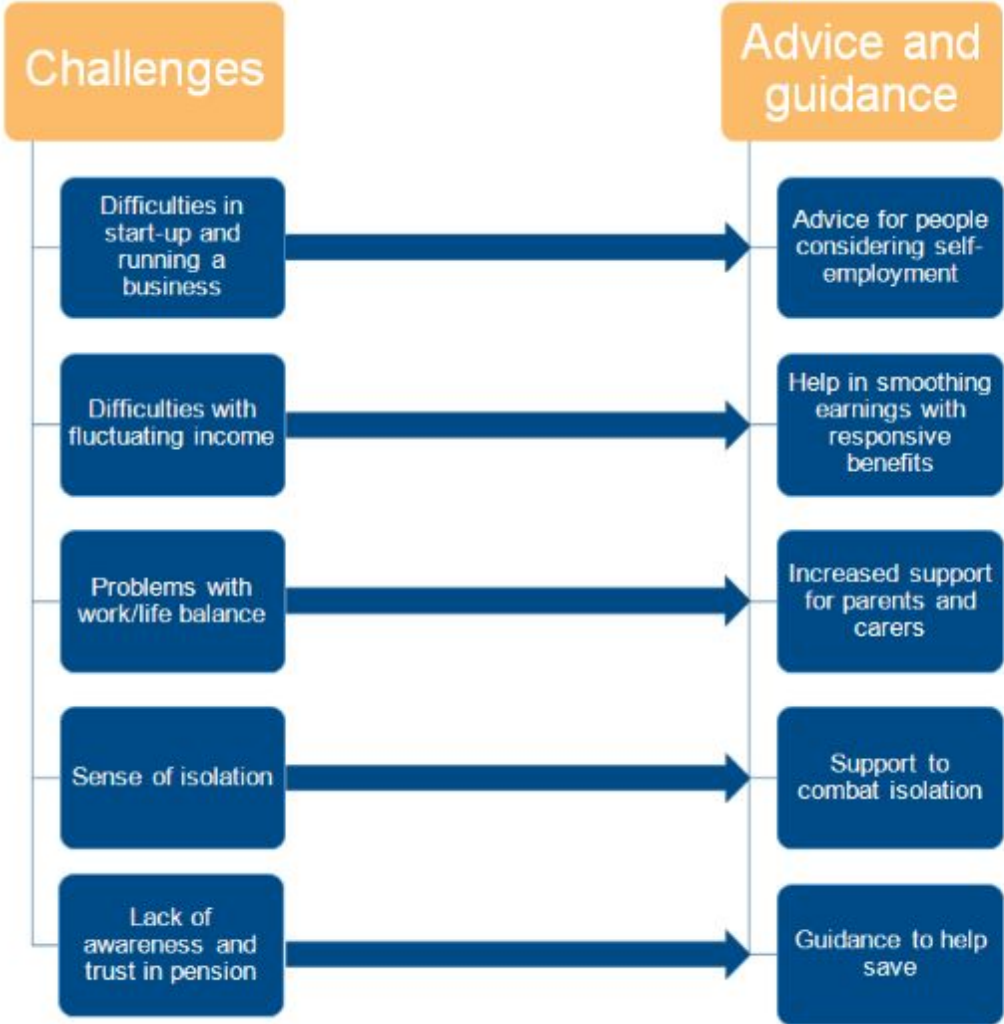 Challenges
Advice and
guidance
Difficulties in
start-up and
running a
business
Advice for people
considering self-
employment
Difficulties with
fluctuating income
Help in smoothing
earnings with
responsive
benefits
Problems with
work/life balance
Increased support
for parents and
carers
Sense of isolation
Support to
combat isolation
Lack of
awareness and
trust in pension
Guidance to help
save